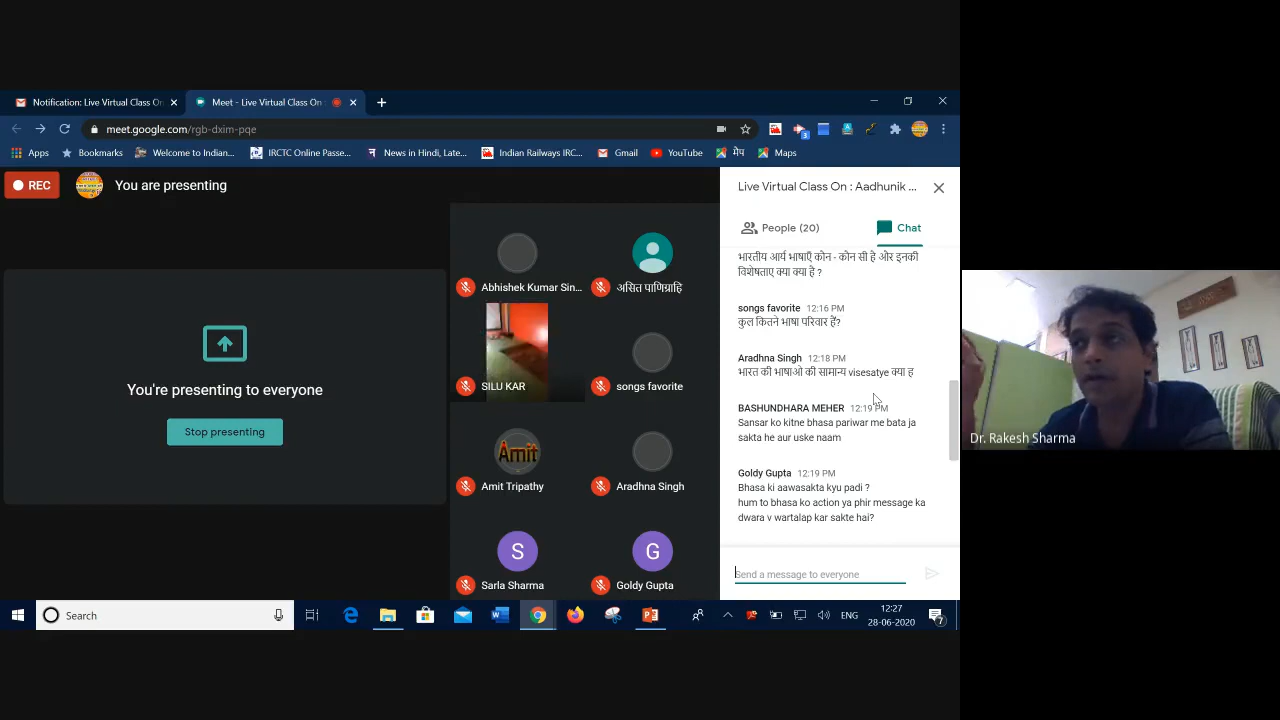 Notification: Live Virtual Class On
Meet - Live Virtual Class On
meet.google.com/rgb-dxim-pqe
3
Apps
Bookmarks
Welcome to Indian...
IRCTC Online Passe...
News in Hindi, Late...
Indian Railways IRC...
Gmail
YouTube
मेप
Maps
REC
You are presenting
You're presenting to everyone
Stop presenting
Abhishek Kumar Sin...
असित पाणिग्राहि
SILU KAR
songs favorite
Amit
Amit Tripathy
Aradhna Singh
S
G
Sarla Sharma
Goldy Gupta
Live Virtual Class On : Aadhunik ...
People (20)
Chat
भारतीय आर्य भाषाएँ कोन - कोन सी हे ओर इनकी
विशेषताए क्या क्या हे ?
songs favorite 12:16 PM
कुल कितने भाषा परिवार हैं?
Aradhna Singh 12:18 PM
भारत की भाषाओ की सामान्य visesatye क्या ह
BASHUNDHARA MEHER 12:19 PM
Sansar ko kitne bhasa pariwar me bata ja
sakta he aur uske naam
Goldy Gupta 12:19 PM
Bhasa ki aawasakta kyu padi ?
hum to bhasa ko action ya phir message ka
dwara v wartalap kar sakte hai?
Send a message to everyone
Dr. Rakesh Sharma
Search
ENG
12:27
28-06-2020
7